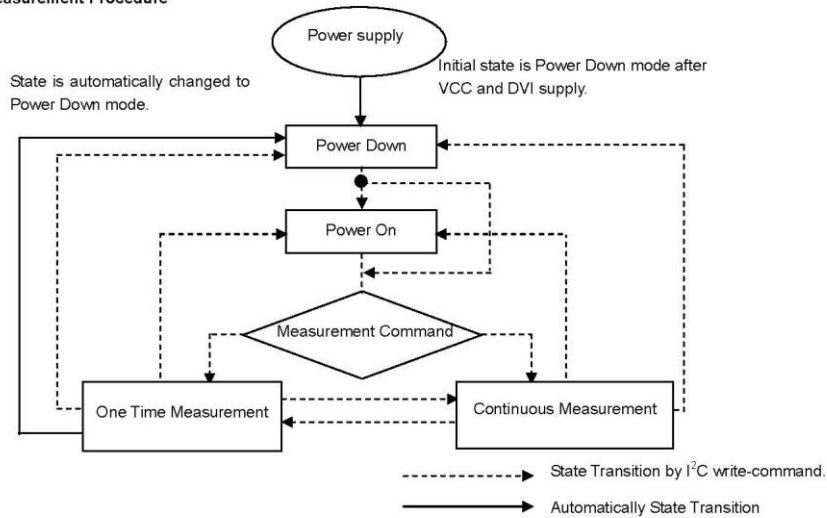 Measurement Procedure
Power supply
Initial state is Power Down mode after
VCC and DVI supply.
State is automatically changed to
Power Down mode.
Power Down
Power On
Measurement Command
One Time Measurement
Continuous Measurement
State Transition by I²C write-command.
Automatically State Transition